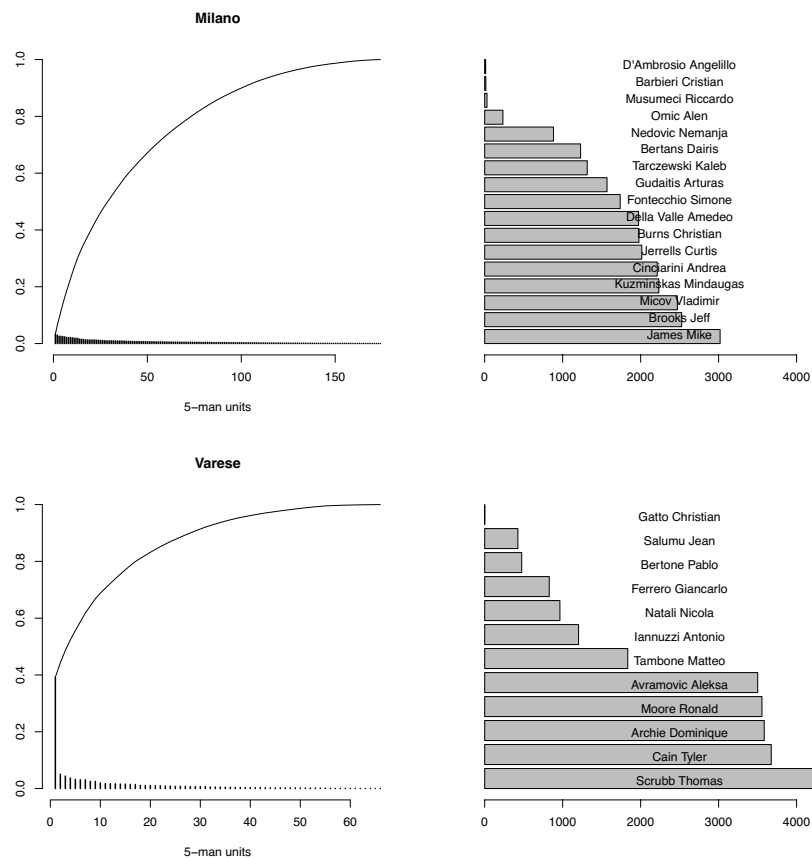 Milano
1.0
0.8
0.6
0.4
0.2
0.0
0 50 100 150
5−man units
D'Ambrosio Angelillo
Barbieri Cristian
Musumeci Riccardo
Omic Alen
Nedovic Nemanja
Bertans Dairis
Tarczewski Kaleb
Gudaitis Arturas
Fontecchio Simone
Della Valle Amedeo
Burns Christian
Jerrells Curtis
Cinciarini Andrea
Kuzminskas Mindaugas
Micov Vladimir
Brooks Jeff
James Mike
0 1000 2000 3000 4000
Varese
1.0
0.8
0.6
0.4
0.2
0.0
0 10 20 30 40 50 60
5−man units
Gatto Christian
Salumu Jean
Bertone Pablo
Ferrero Giancarlo
Natali Nicola
Iannuzzi Antonio
Tambone Matteo
Avramovic Aleksa
Moore Ronald
Archie Dominique
Cain Tyler
Scrubb Thomas
0 1000 2000 3000 4000